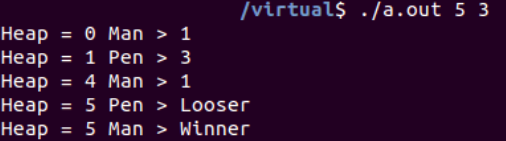 /virtual$ ./a.out 5 3
Heap = 0 Man > 1
Heap = 1 Pen > 3
Heap = 4 Man > 1
Heap = 5 Pen > Looser
Heap = 5 Man > Winner